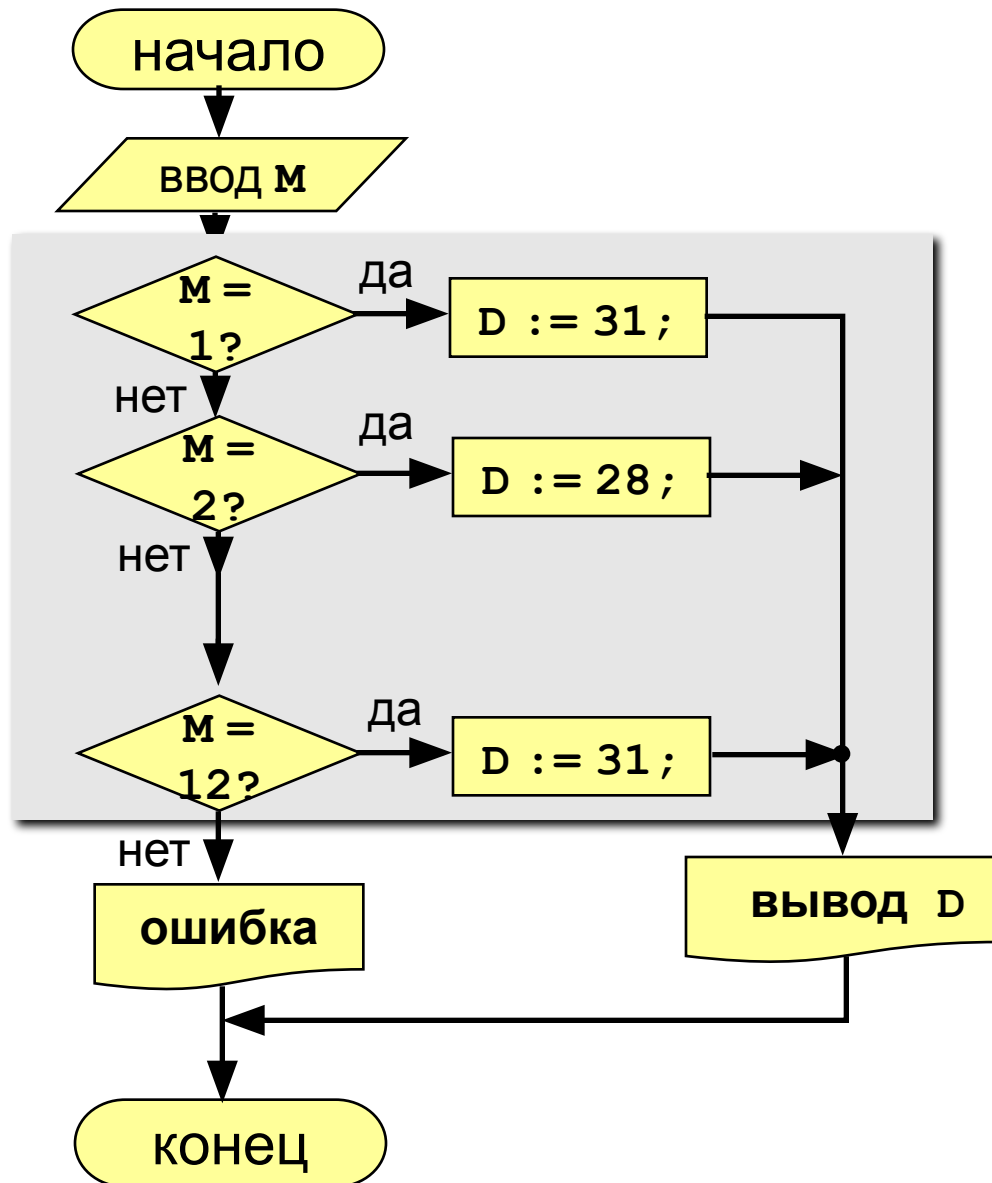 начало
ввод M
M =
1?
да
D := 31;
нет
M =
2?
да
D := 28;
нет
M =
12?
да
D := 31;
нет
ошибка
вывод D
конец